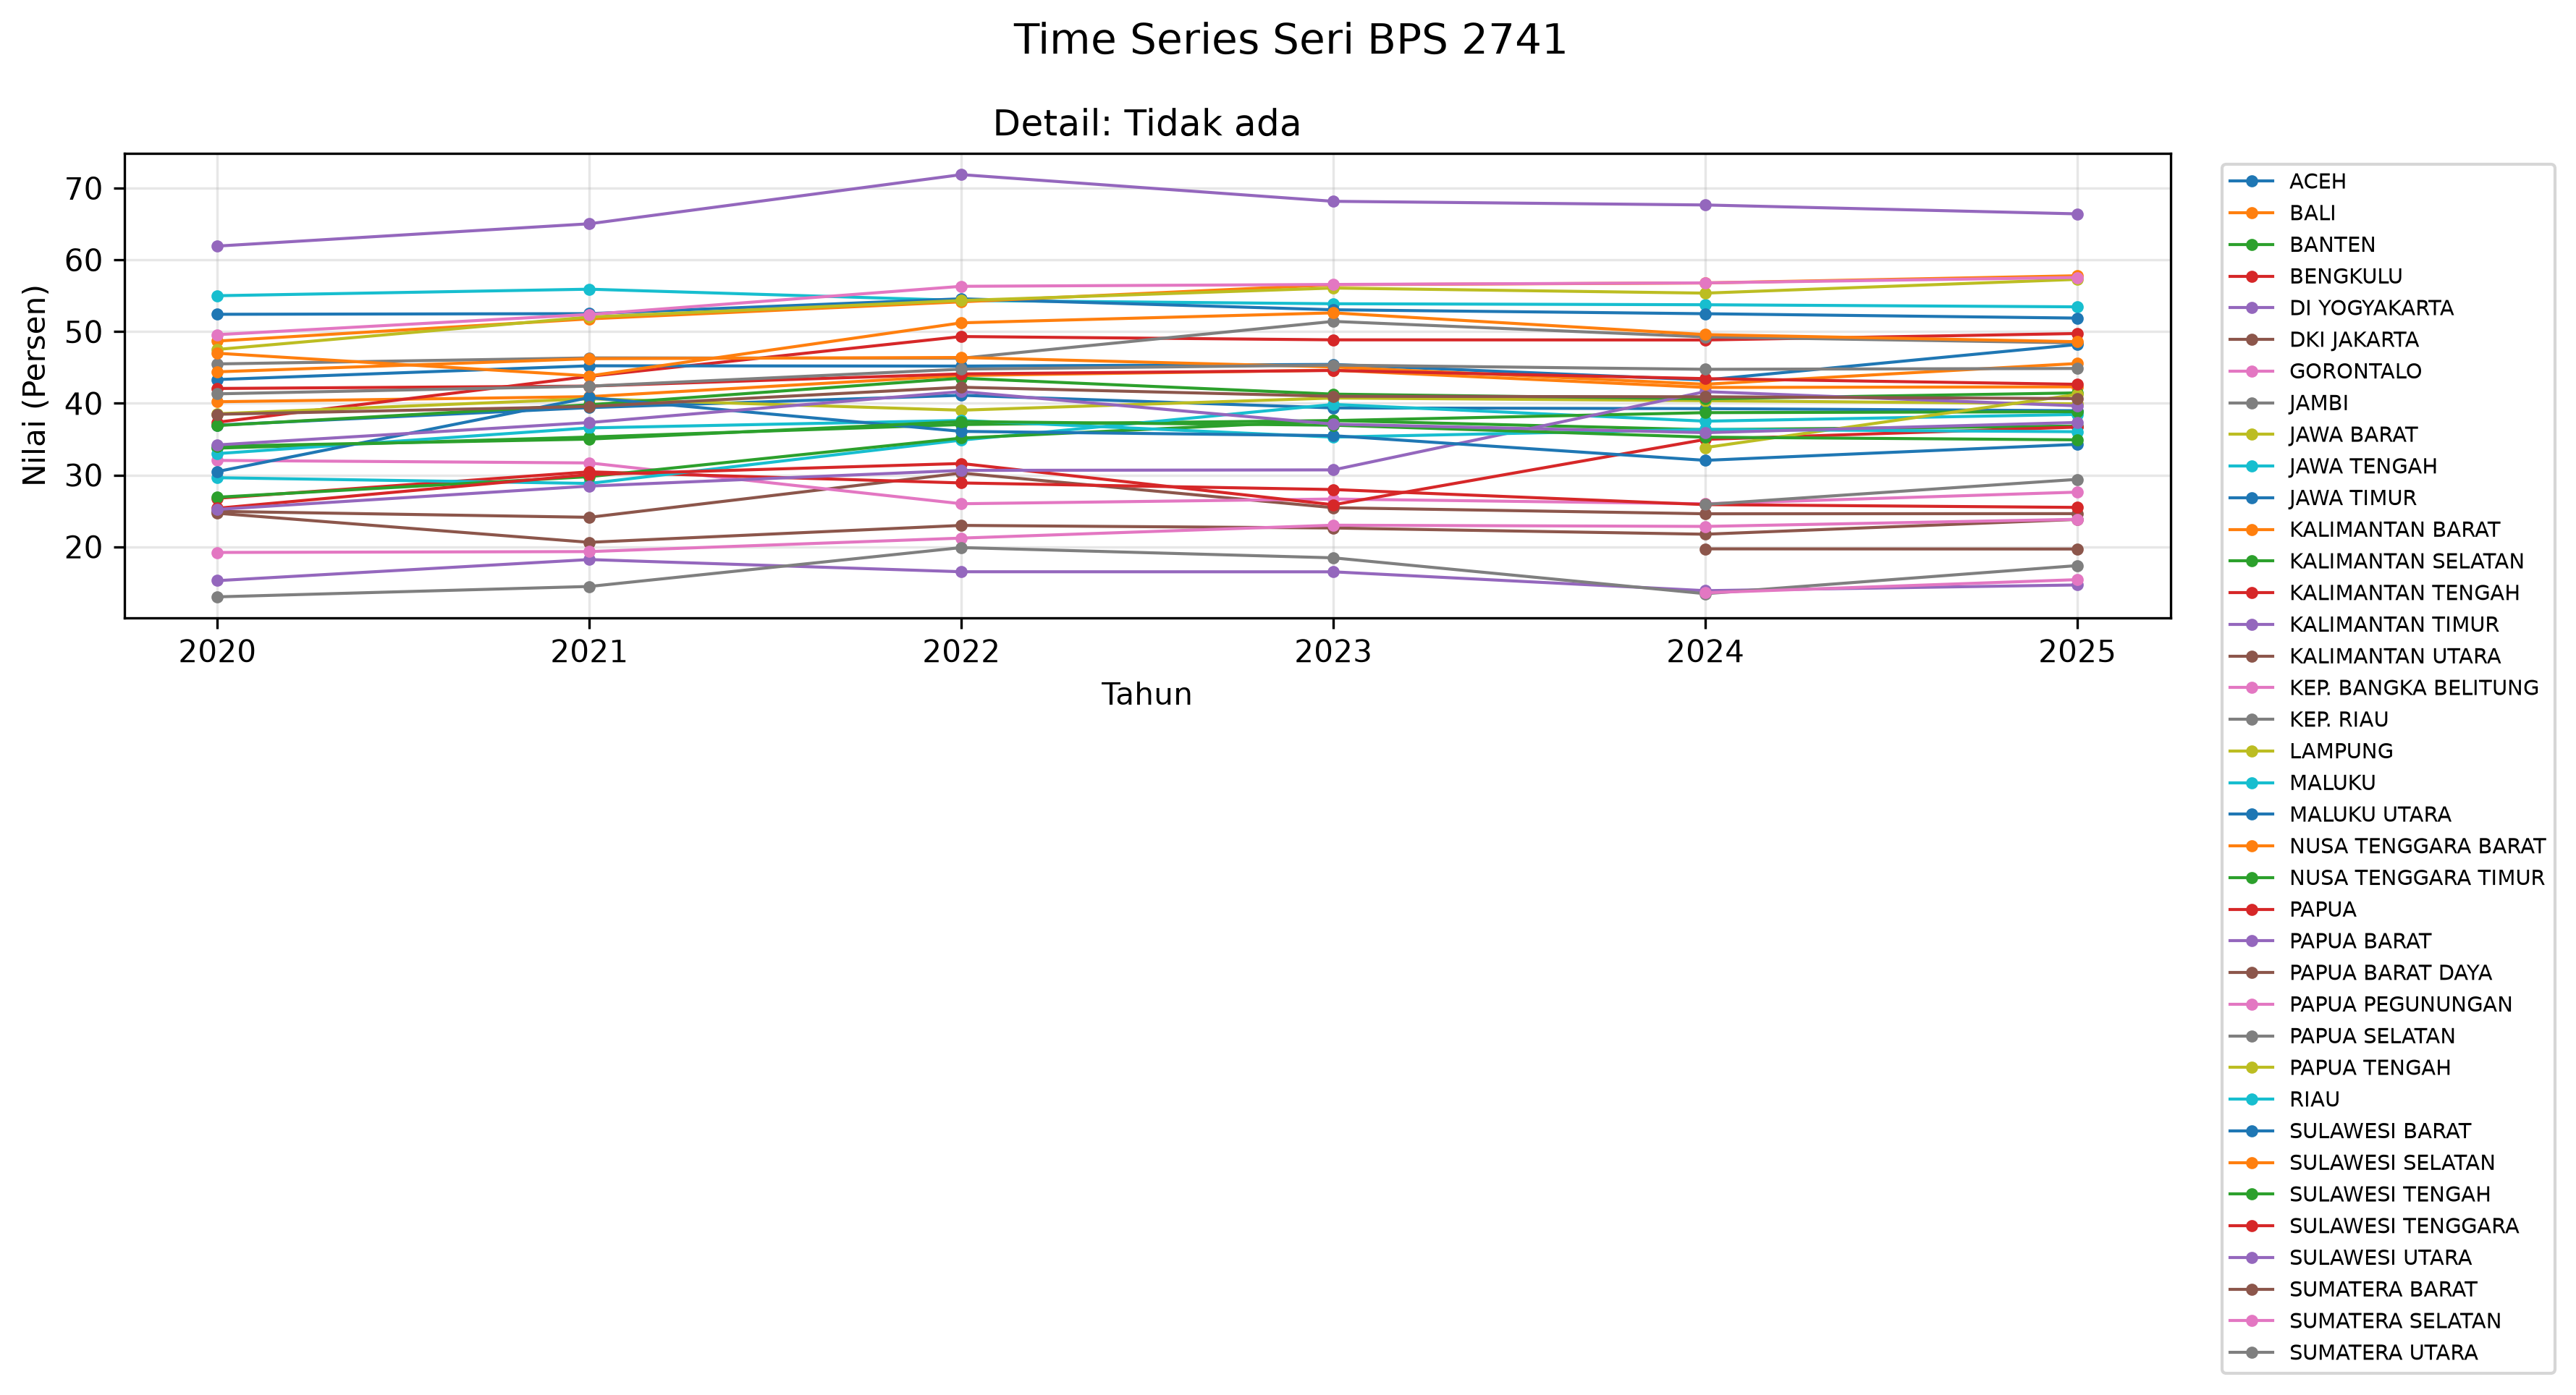 Time Series Seri BPS 2741
Detail: Tidak ada
Nilai (Persen)
70
60
50
40
30
20
2020 2021 2022 2023 2024 2025
Tahun
ACEH
BALI
BANTEN
BENGKULU
DI YOGYAKARTA
DKI JAKARTA
GORONTALO
JAMBI
JAWA BARAT
JAWA TENGAH
JAWA TIMUR
KALIMANTAN BARAT
KALIMANTAN SELATAN
KALIMANTAN TENGAH
KALIMANTAN TIMUR
KALIMANTAN UTARA
KEP. BANGKA BELITUNG
KEP. RIAU
LAMPUNG
MALUKU
MALUKU UTARA
NUSA TENGGARA BARAT
NUSA TENGGARA TIMUR
PAPUA
PAPUA BARAT
PAPUA BARAT DAYA
PAPUA PEGUNUNGAN
PAPUA SELATAN
PAPUA TENGAH
RIAU
SULAWESI BARAT
SULAWESI SELATAN
SULAWESI TENGAH
SULAWESI TENGGARA
SULAWESI UTARA
SUMATERA BARAT
SUMATERA SELATAN
SUMATERA UTARA